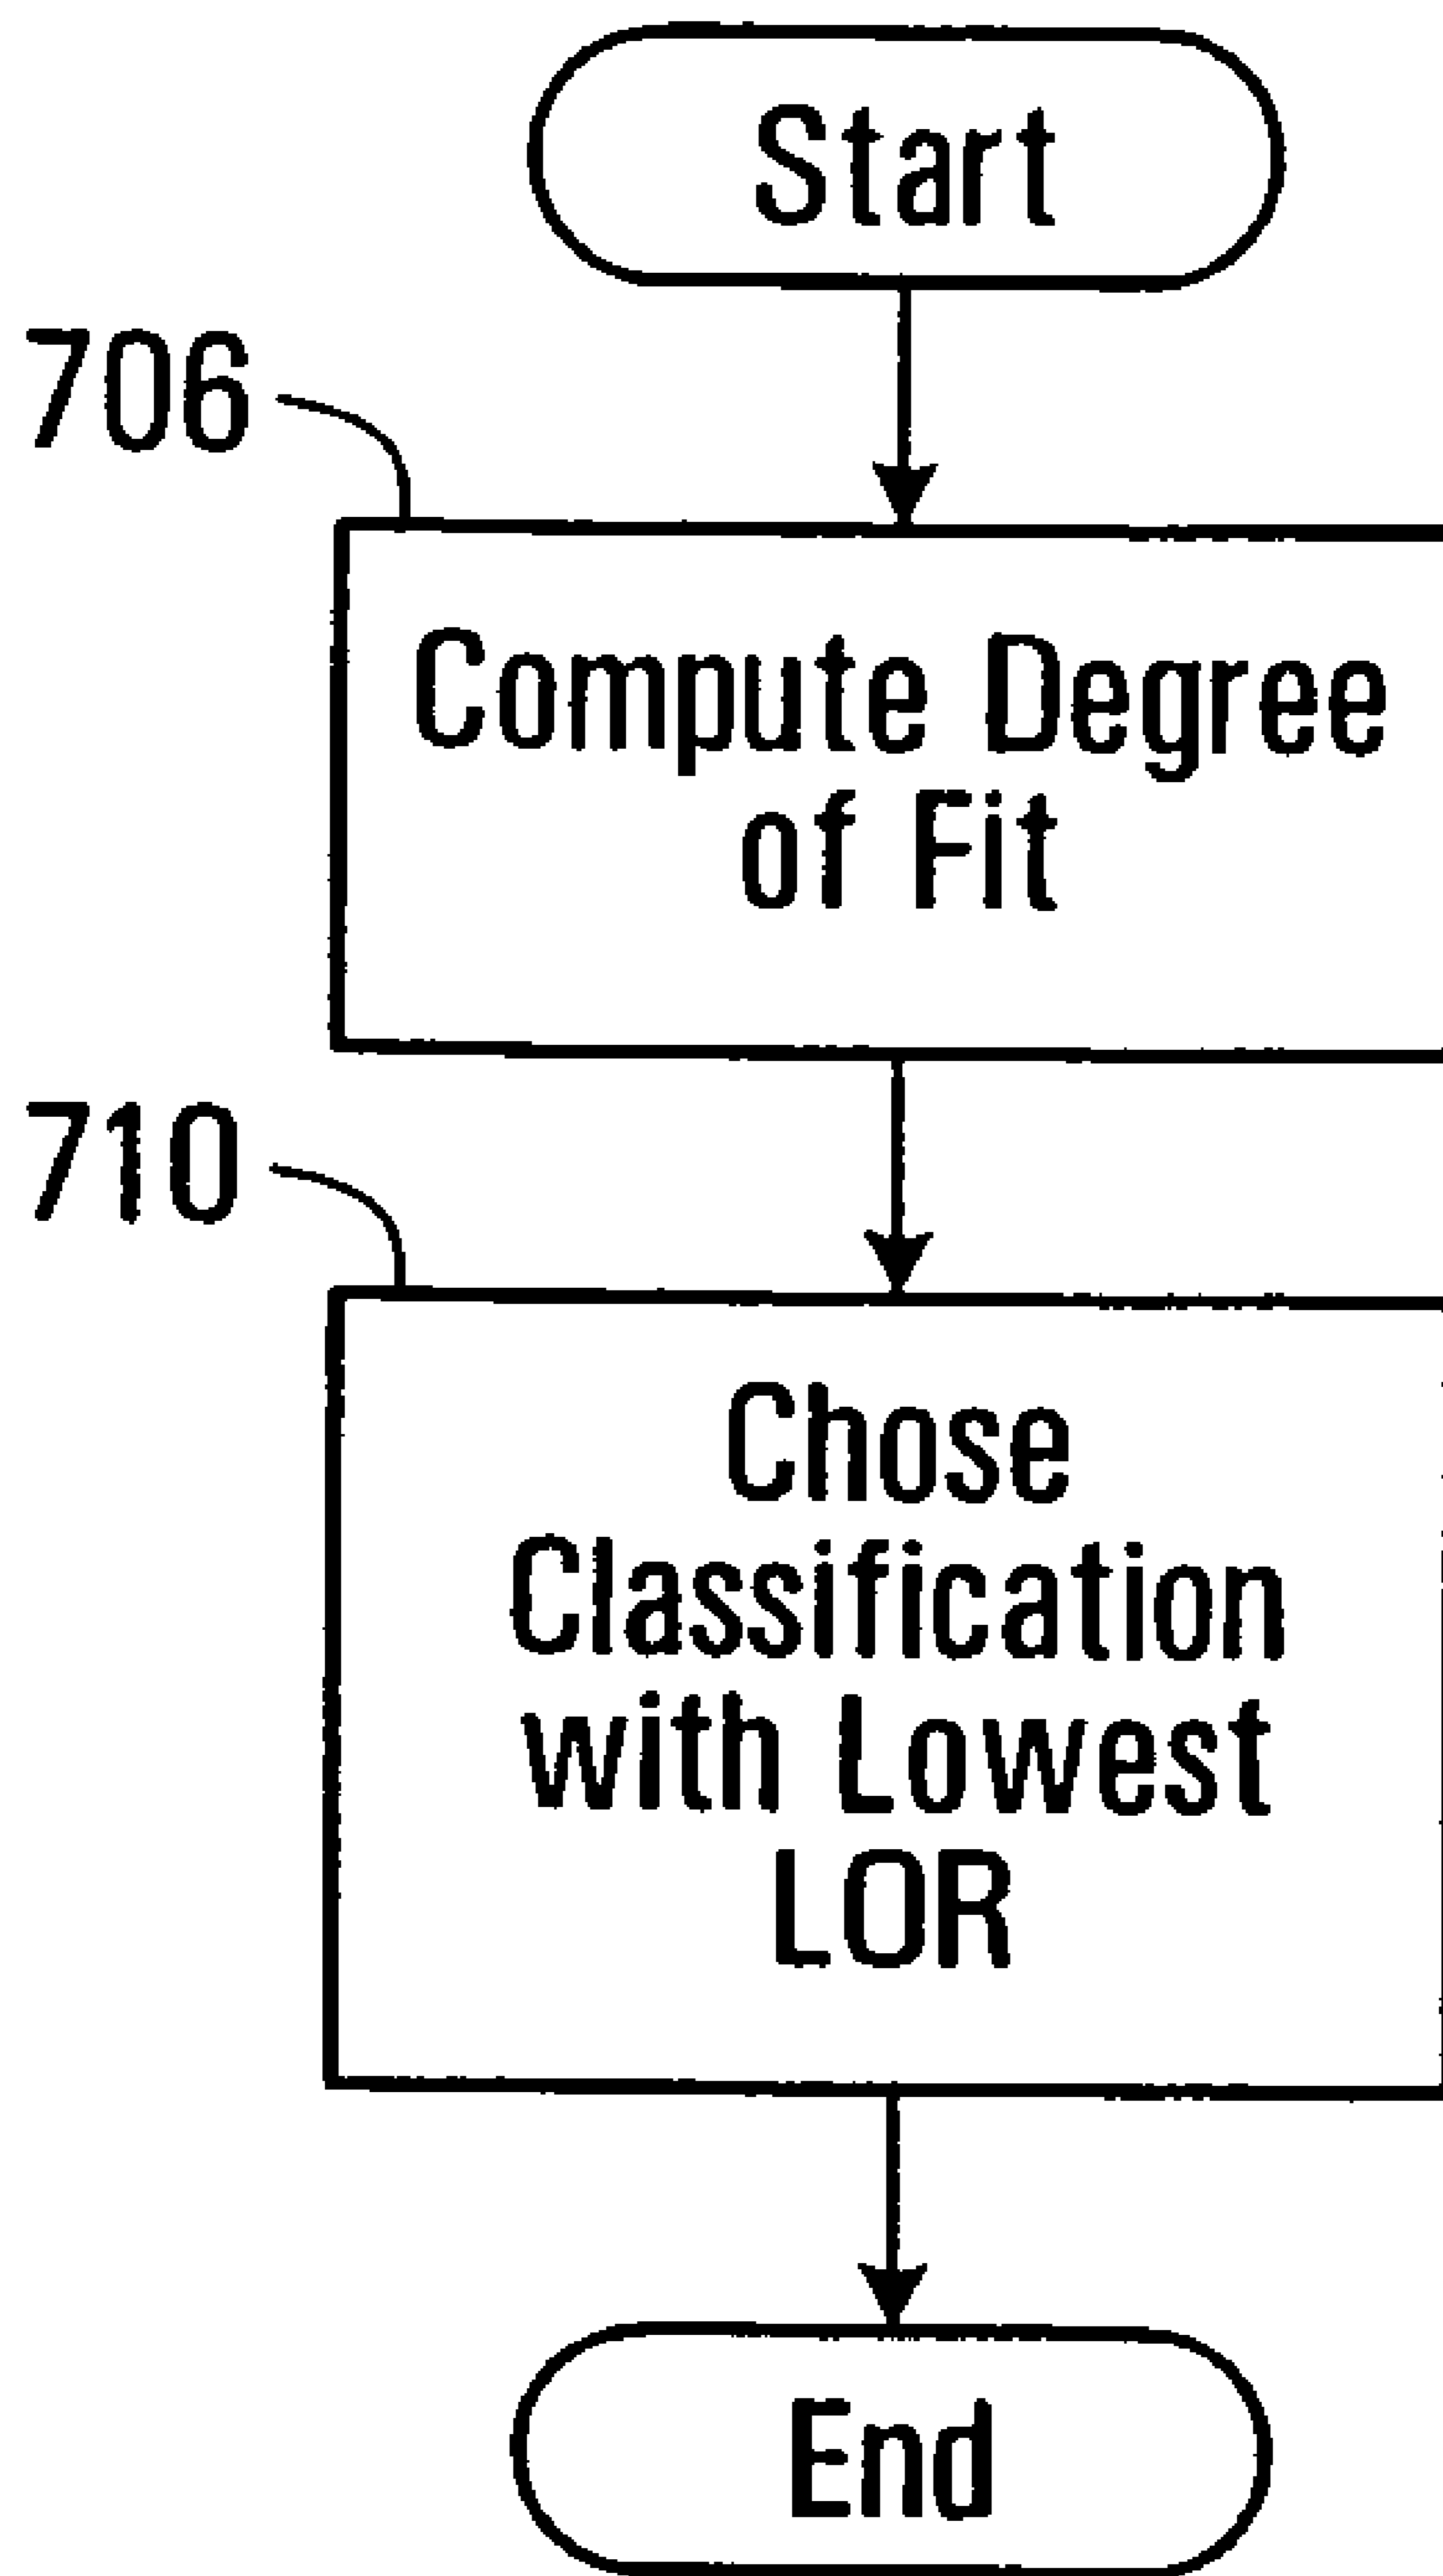 Start
706
Compute Degree
of Fit
710
Chose
Classification
with Lowest
LOR
End